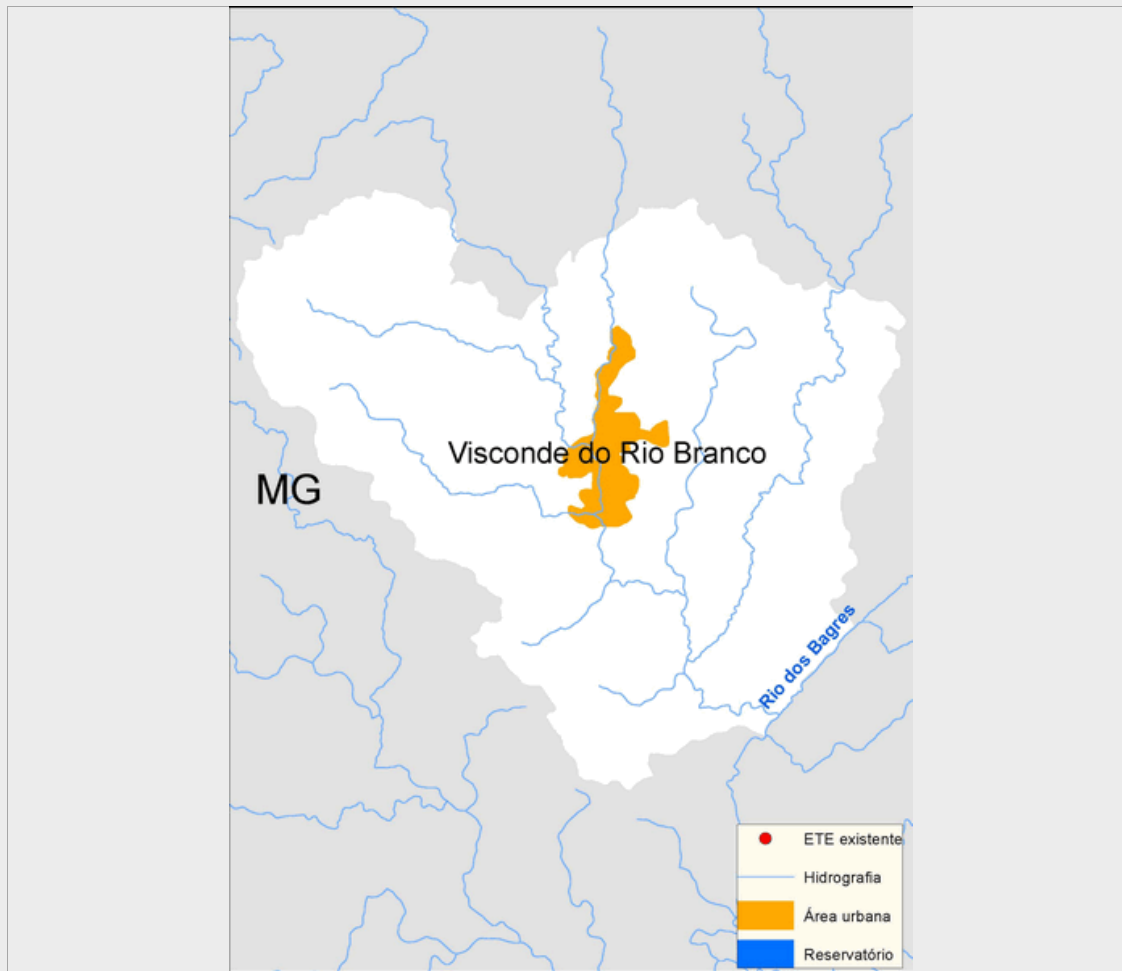 Visconde do Rio Branco
MG
Rio dos Bagres
ETE existente
Hidrografia
Área urbana
Reservatório